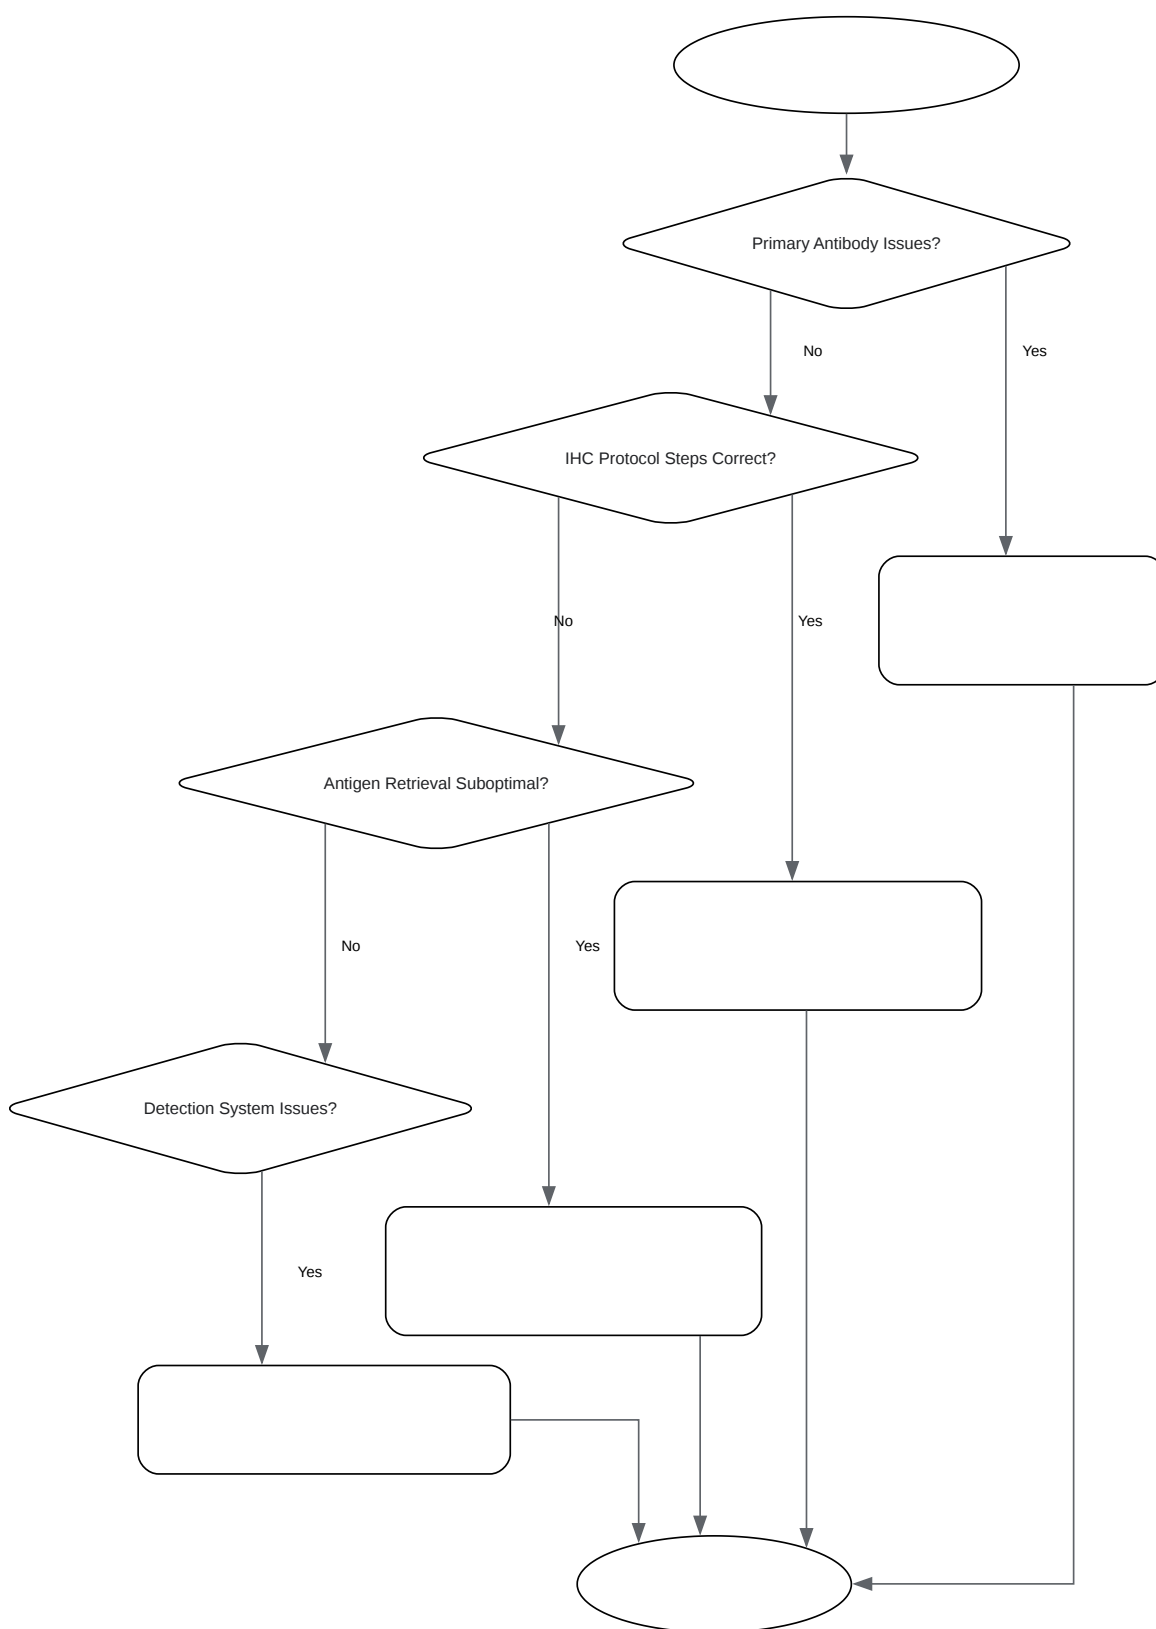 Primary Antibody Issues?
No
Yes
IHC Protocol Steps Correct?
No
Yes
Antigen Retrieval Suboptimal?
No
Yes
Detection System Issues?
Yes